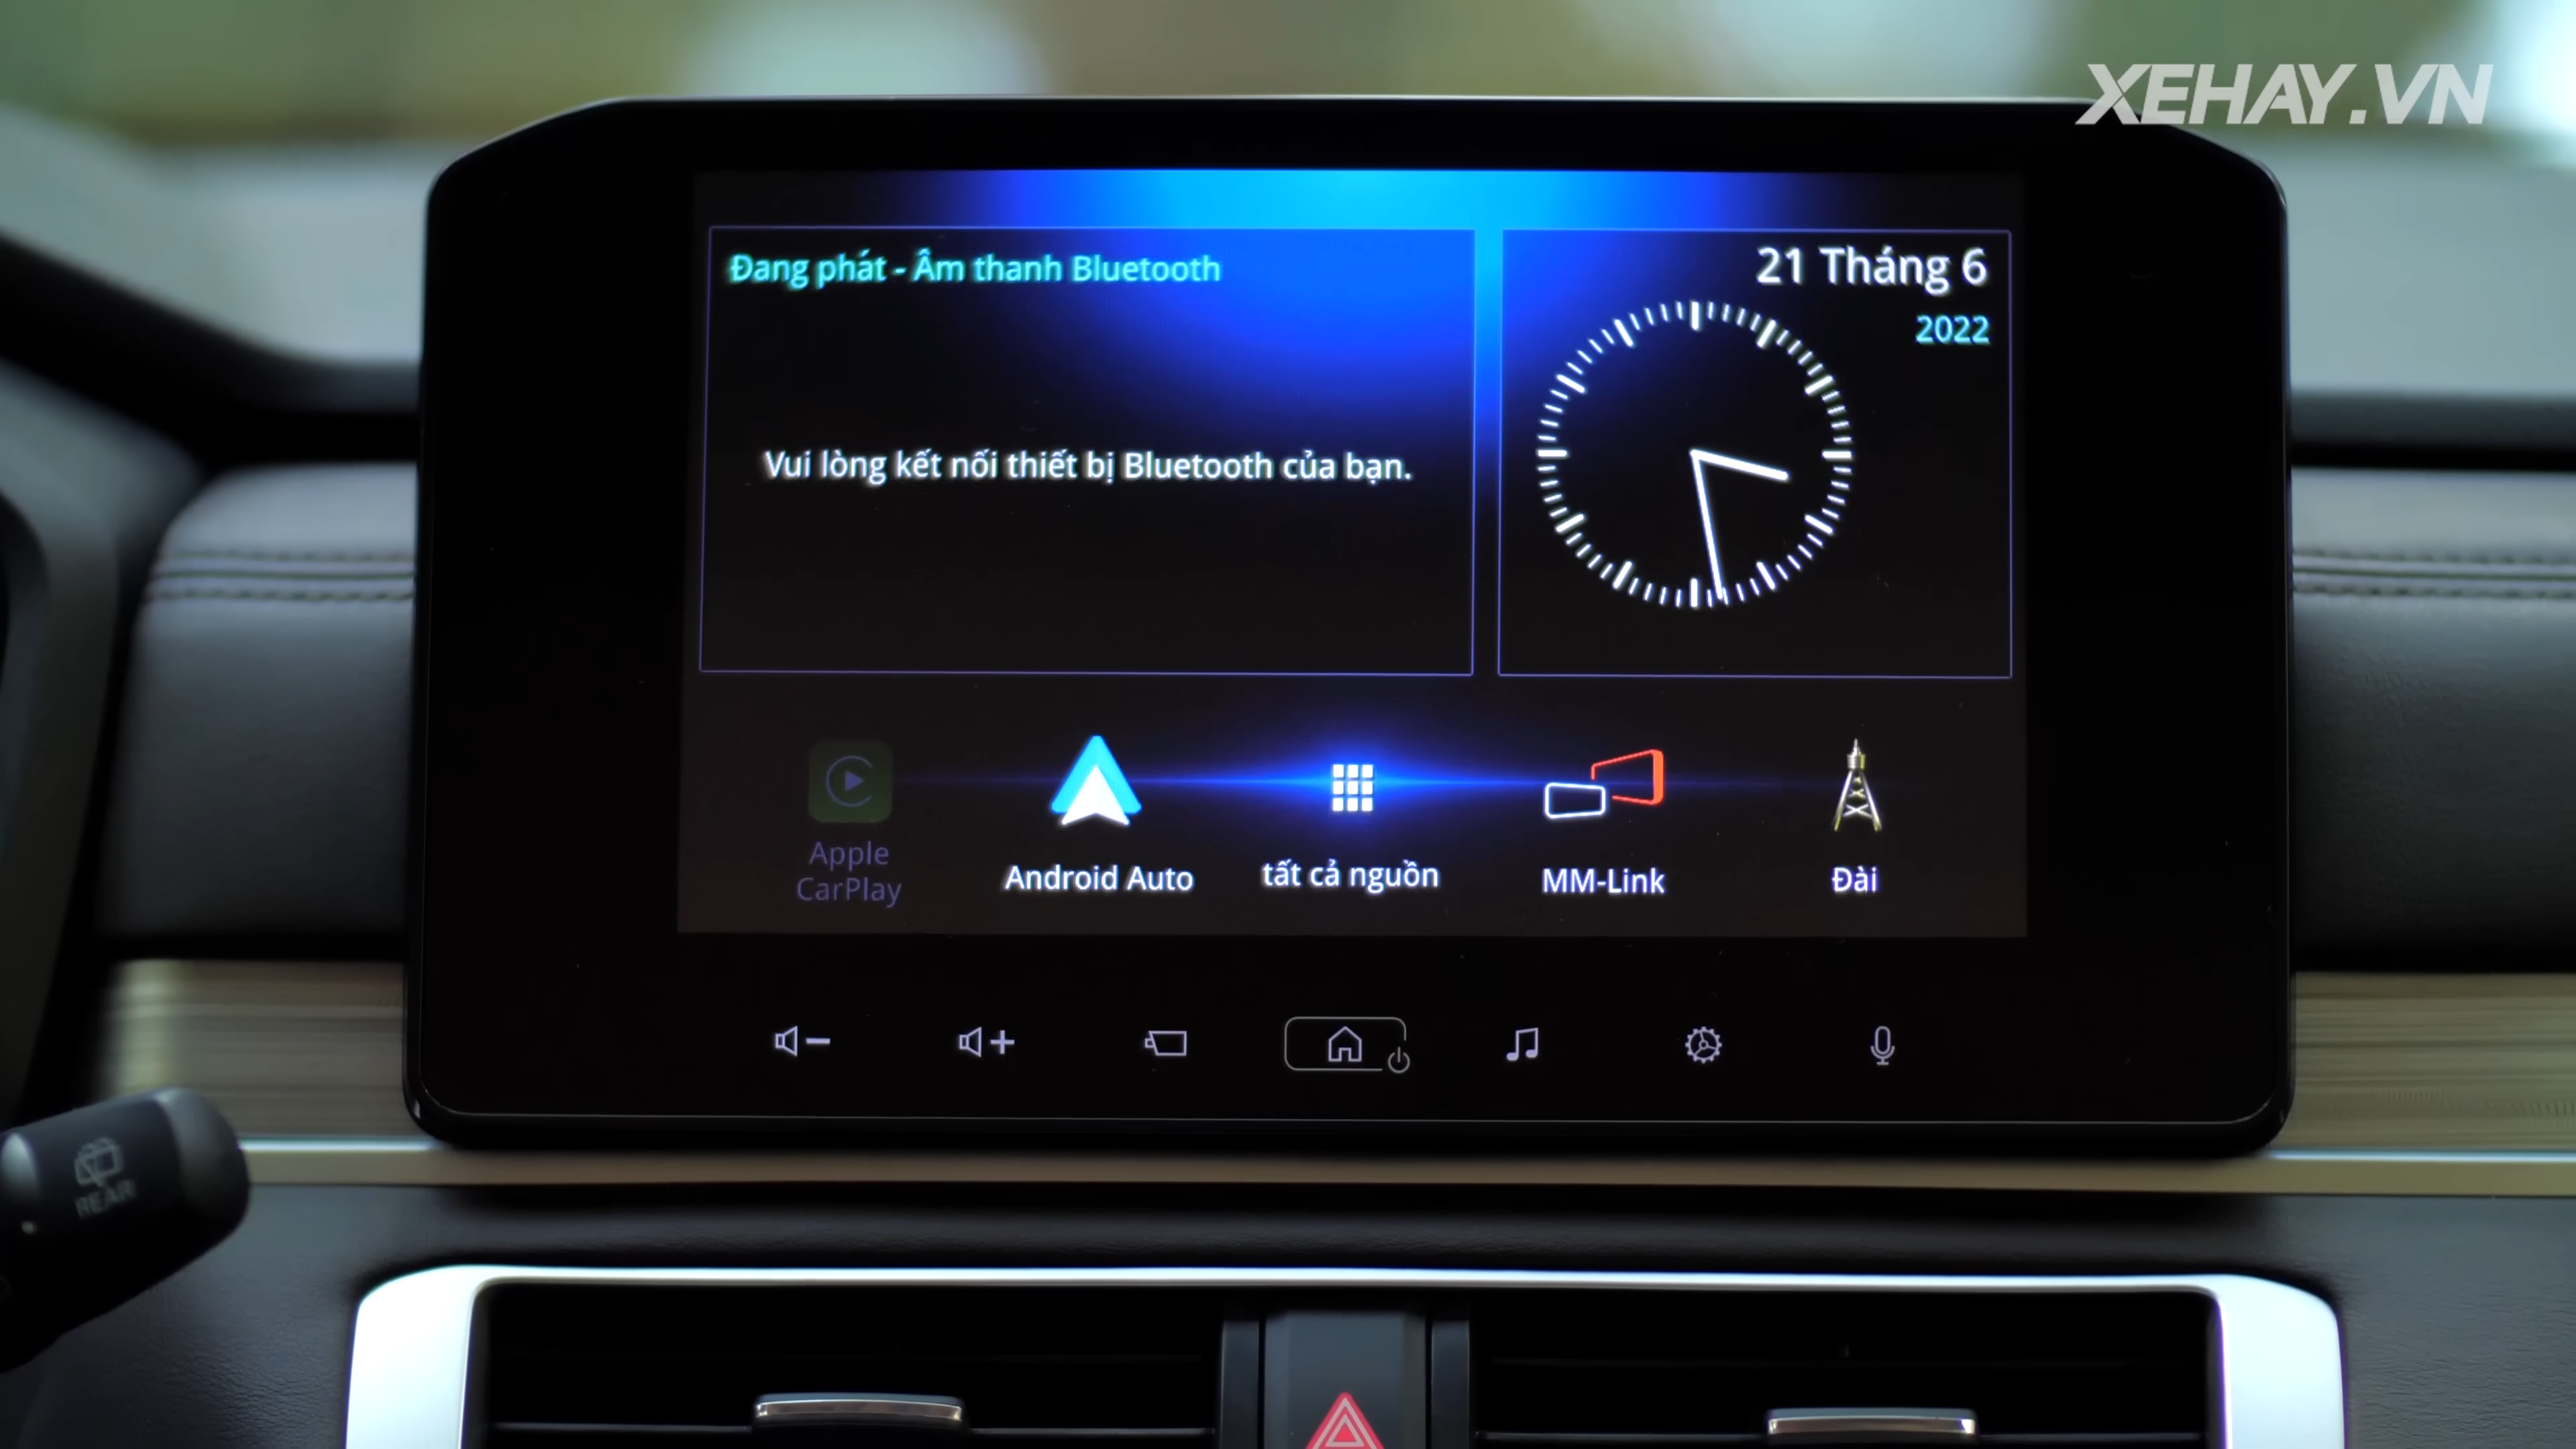 XEHAY.VN
Đang phát - Âm thanh Bluetooth
21 Tháng 6
2022
Vui lòng kết nối thiết bị Bluetooth của bạn.
Apple
CarPlay
Android Auto
tất cả nguồn
MM-Link
Đài
REAR